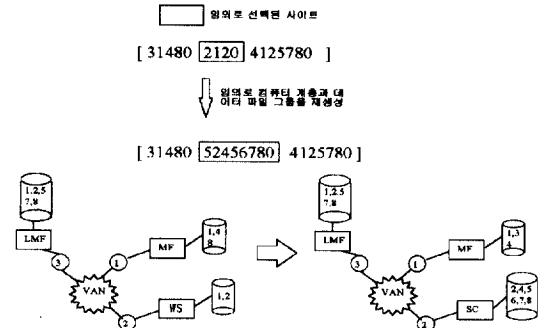 임의로 선택된 사이트
[ 31480 2120 4125780 ]
임의로 컴퓨터 계층과 데
이터 파일 그룹을 재생성
[ 31480 52456780 4125780 ]
1,2,5
7,8
LMF
3
VAN
1
MF
1,4
8
2
WS
1,2
1,2,5
7,8
LMF
3
VAN
1
MF
1,3
4
2
SC
2,4,5
6,7,8